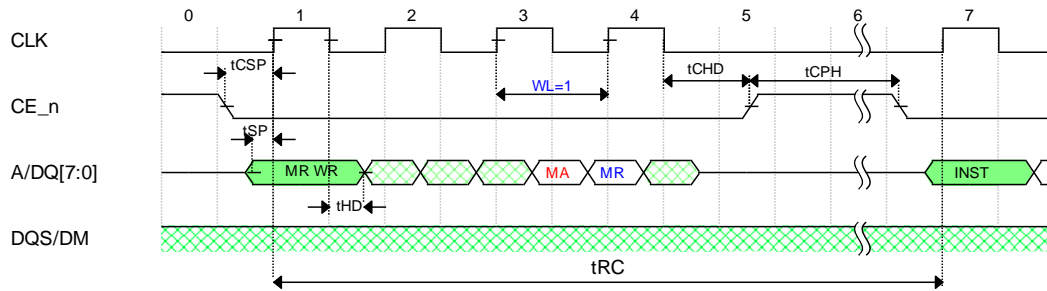 0 1 2 3 4 5 6 7
CLK
tCSP tCHD tCPH
WL=1
CE_n
tSP
A/DQ[7:0] MR WR MA MR INST
tHD
DQS/DM
tRC